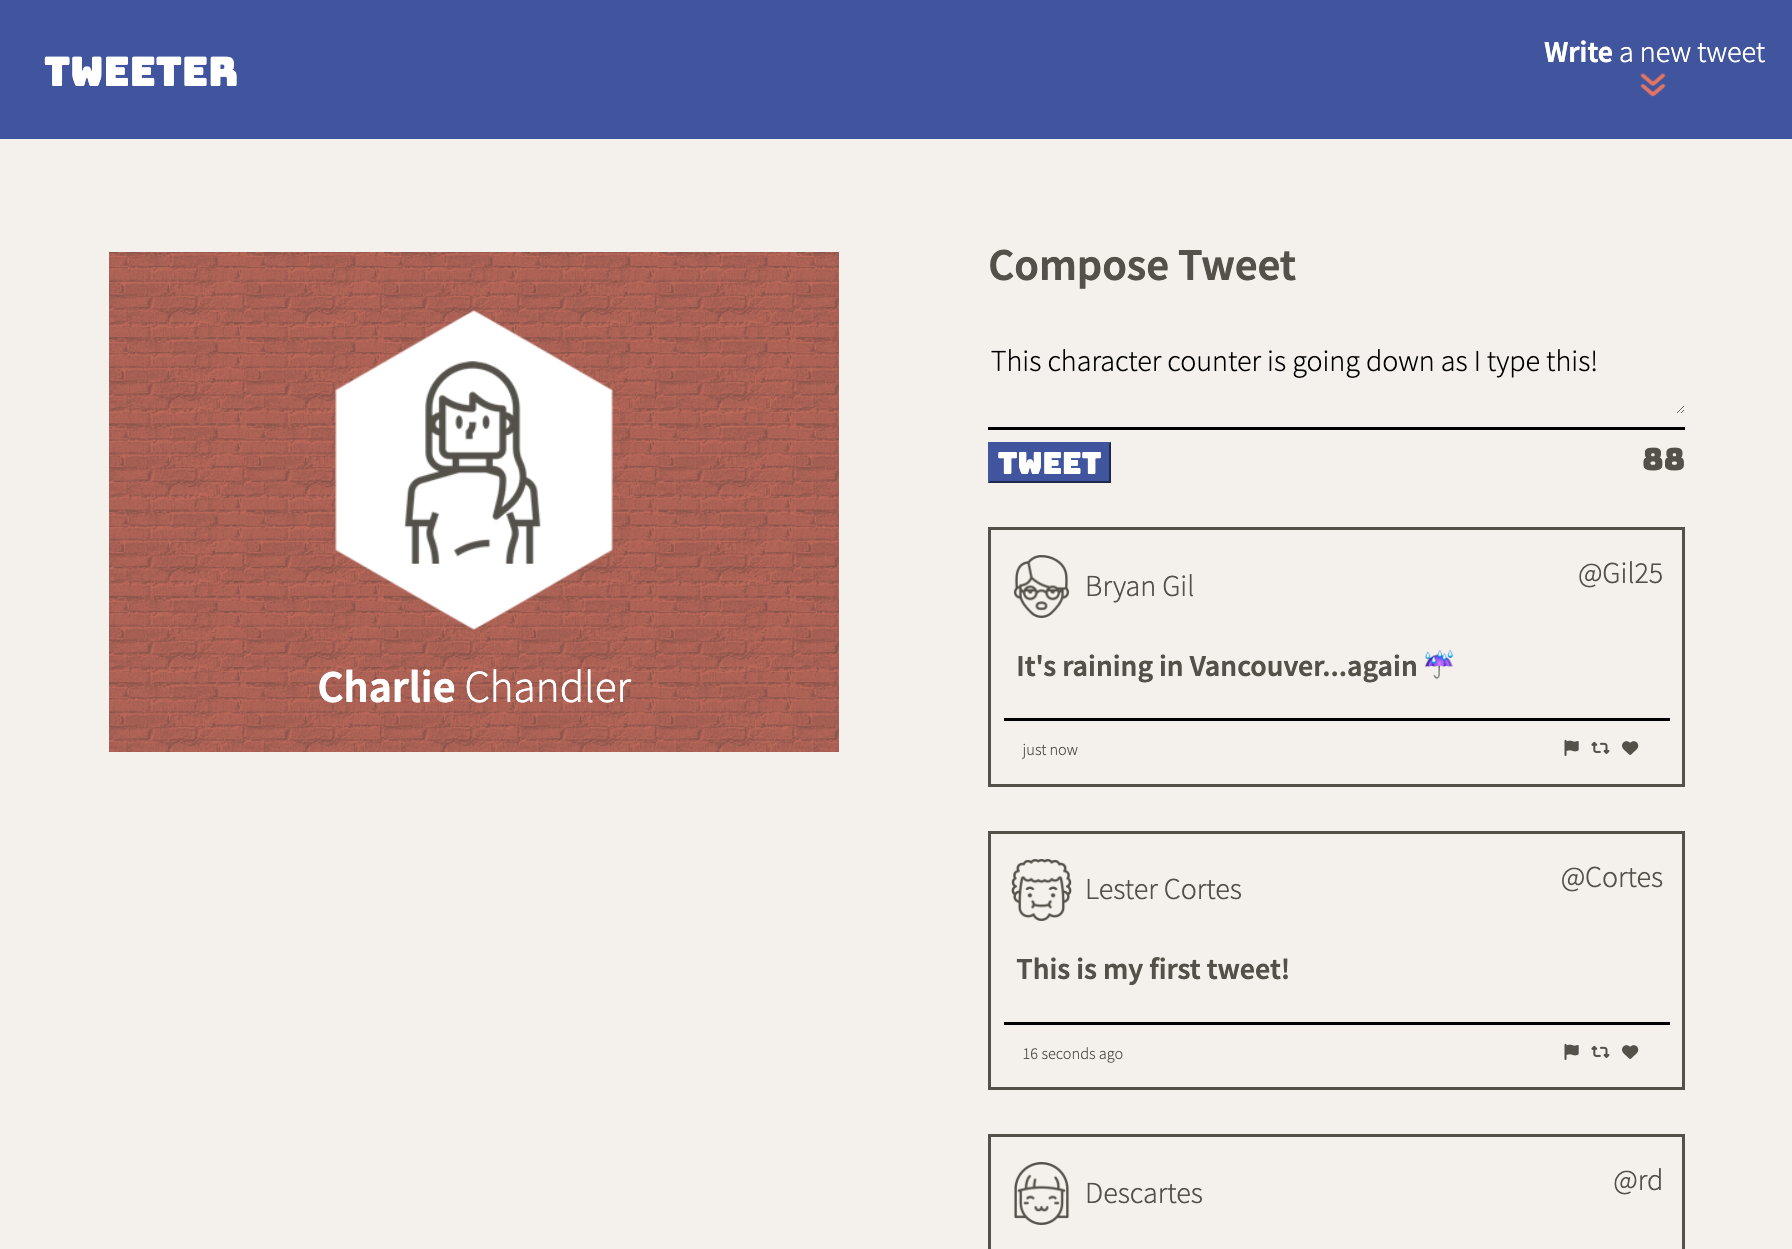 TWEETER
Write a new tweet
Charlie Chandler
Compose Tweet
This character counter is going down as I type this!
TWEET
88
Bryan Gil
@Gil25
It's raining in Vancouver...again ☔
just now
Lester Cortes
@Cortes
This is my first tweet!
16 seconds ago
Descartes
@rd